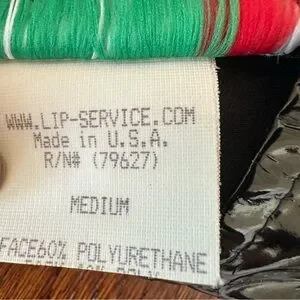 WWW.LIP-SERVICE.COM
Made in U.S.A.
R/N# (79627)
MEDIUM
FACE60% POLYURETHANE